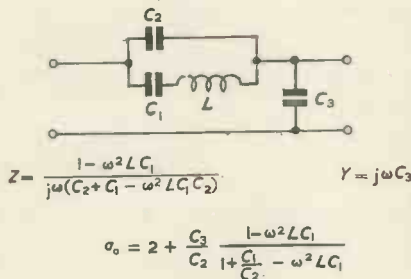 C₂
C₁ L C₃
Z = (1 − ω²LC₁) / (jω(C₂ + C₁ − ω²LC₁C₂)) Y = jωC₃
σ₀ = 2 + (C₃ / C₂) (1 − ω²LC₁) / (1 + C₁/C₂ − ω²LC₁)